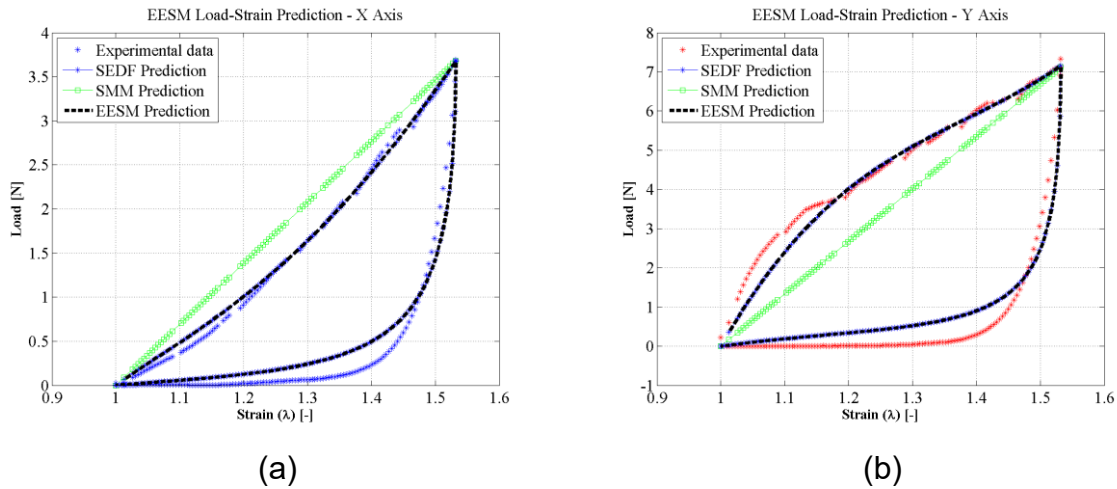 EESM Load-Strain Prediction - X Axis
4
3.5
3
2.5
2
1.5
1
0.5
0
Load [N]
Experimental data
SEDF Prediction
SMM Prediction
EESM Prediction
0.9
1
1.1
1.2
1.3
1.4
1.5
1.6
Strain (λ) [-]
(a)
EESM Load-Strain Prediction - Y Axis
8
7
6
5
4
3
2
1
0
-1
Load [N]
Experimental data
SEDF Prediction
SMM Prediction
EESM Prediction
0.9
1
1.1
1.2
1.3
1.4
1.5
1.6
Strain (λ) [-]
(b)